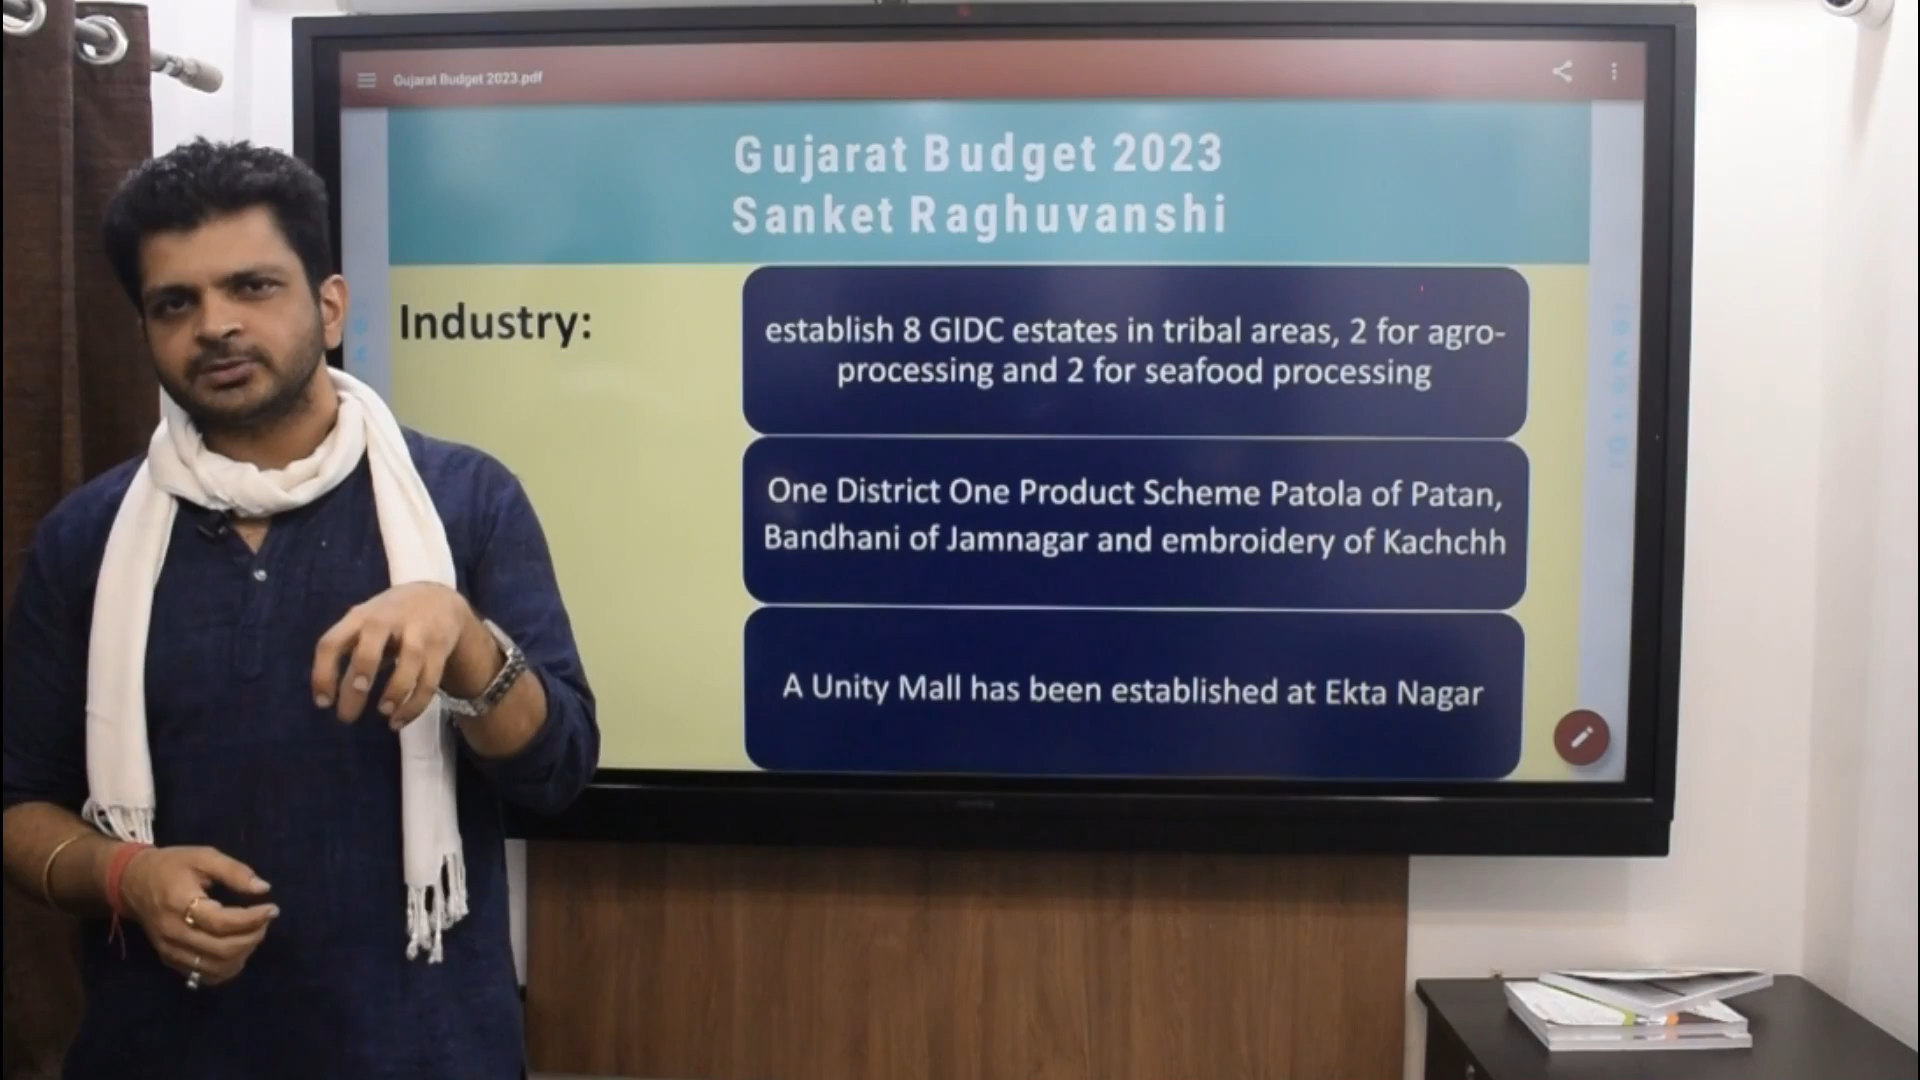 Gujarat Budget 2023.pdf
Gujarat Budget 2023
Sanket Raghuvanshi
Industry:
establish 8 GIDC estates in tribal areas, 2 for agro-
processing and 2 for seafood processing
One District One Product Scheme Patola of Patan,
Bandhani of Jamnagar and embroidery of Kachchh
A Unity Mall has been established at Ekta Nagar